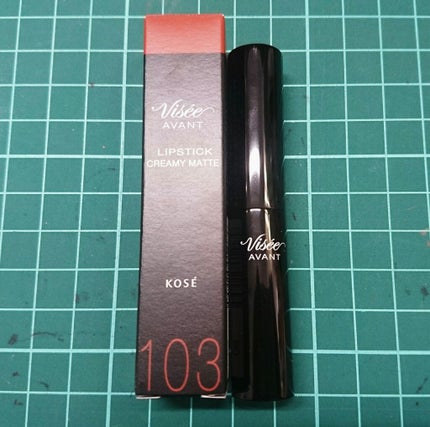 Visée
AVANT
LIPSTICK
CREAMY MATTE
KOSÉ
103
Visée
AVANT